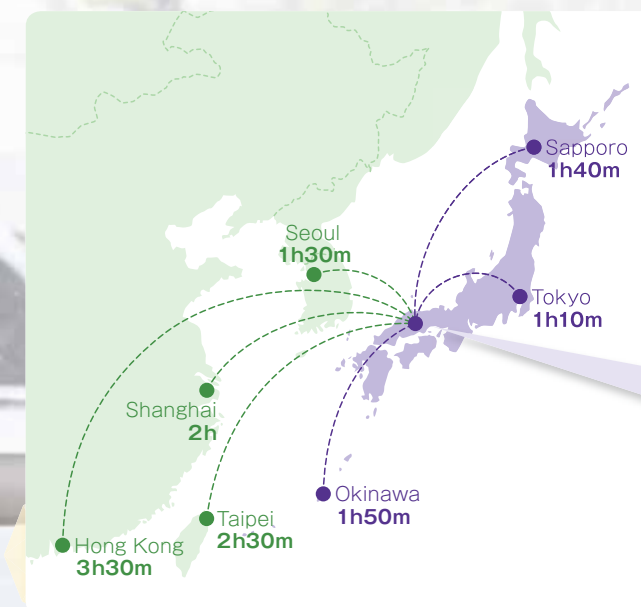 Sapporo
1h40m
Seoul
1h30m
Tokyo
1h10m
Shanghai
2h
Okinawa
1h50m
Taipei
2h30m
Hong Kong
3h30m